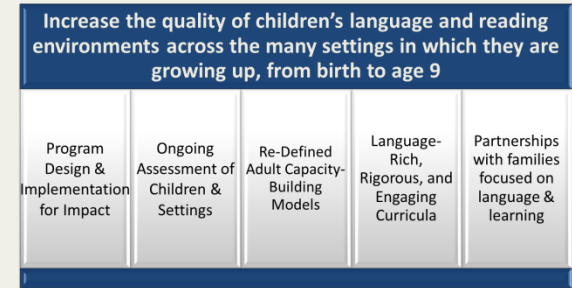 Increase the quality of children’s language and reading
environments across the many settings in which they are
growing up, from birth to age 9
Program
Design &
Implementation
for Impact
Ongoing
Assessment of
Children &
Settings
Re-Defined
Adult Capacity-
Building
Models
Language-
Rich,
Rigorous, and
Engaging
Curricula
Partnerships
with families
focused on
language &
learning